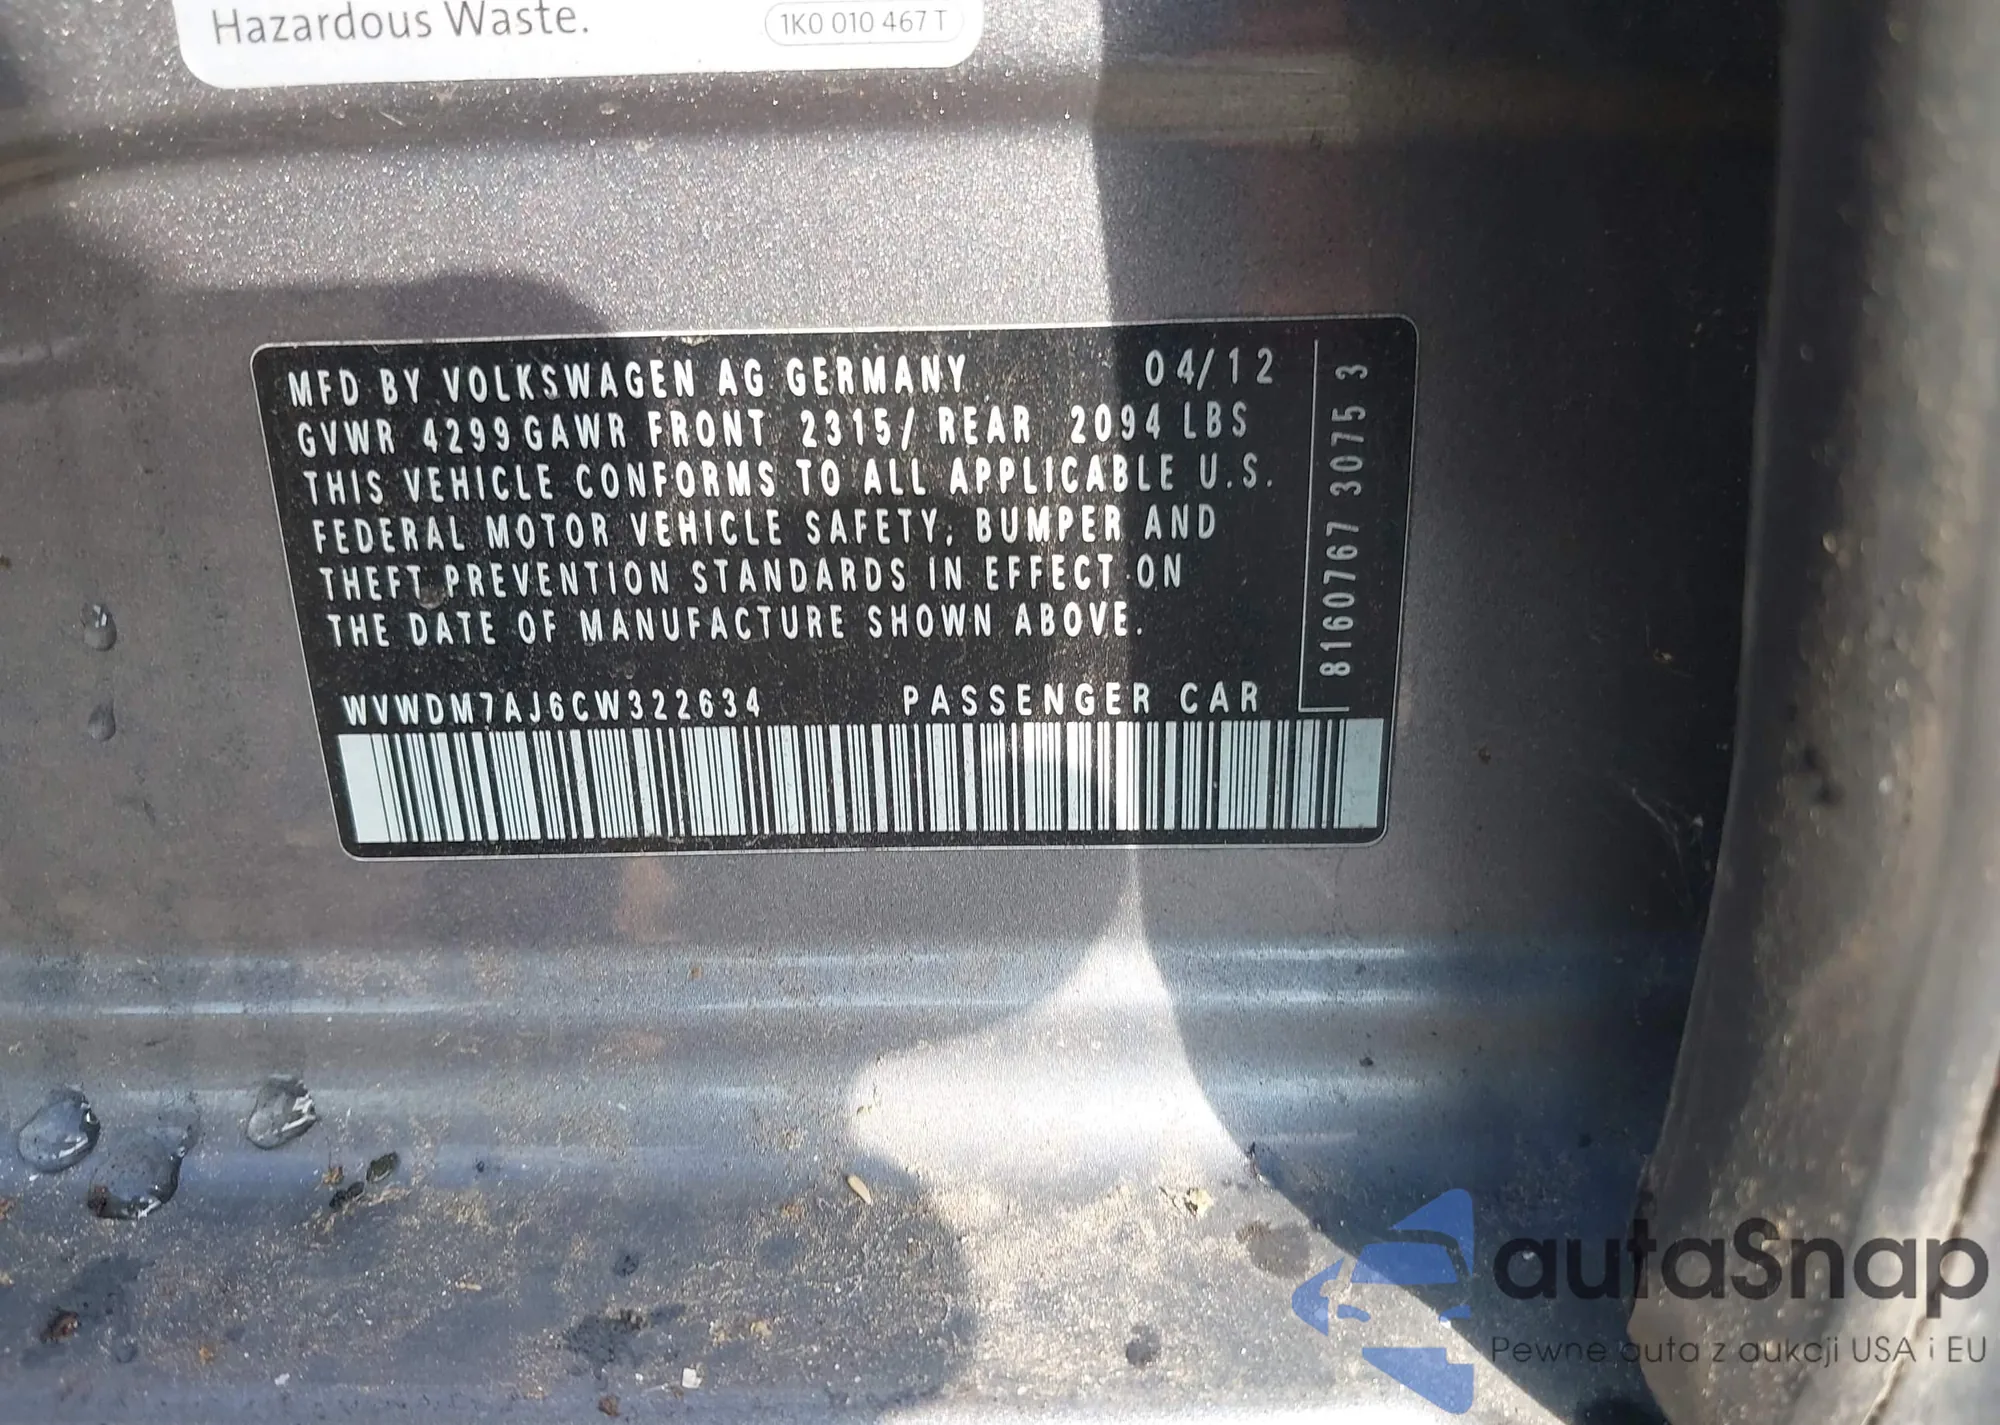 Hazardous Waste.
1K0 010 467 T
MFD BY VOLKSWAGEN AG GERMANY 04/12
GVWR 4299 GAWR FRONT 2315/ REAR 2094 LBS
THIS VEHICLE CONFORMS TO ALL APPLICABLE U.S.
FEDERAL MOTOR VEHICLE SAFETY, BUMPER AND
THEFT PREVENTION STANDARDS IN EFFECT ON
THE DATE OF MANUFACTURE SHOWN ABOVE.
WVWDM7AJ6CW322634 PASSENGER CAR
8160767 3075 3
autaSnap
Pewne auta z aukcji USA i EU